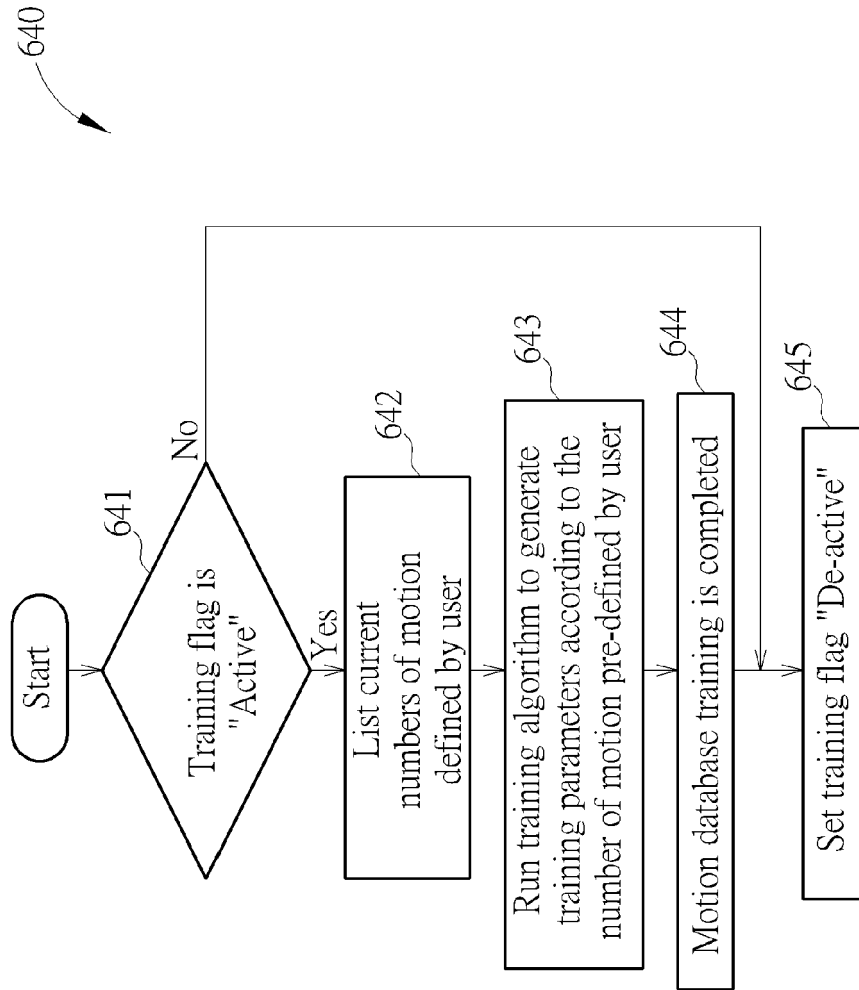 640
Start
641
Training flag is
"Active"
No
Yes
642
List current
numbers of motion
defined by user
643
Run training algorithm to generate
training parameters according to the
number of motion pre-defined by user
644
Motion database training is completed
645
Set training flag "De-active"